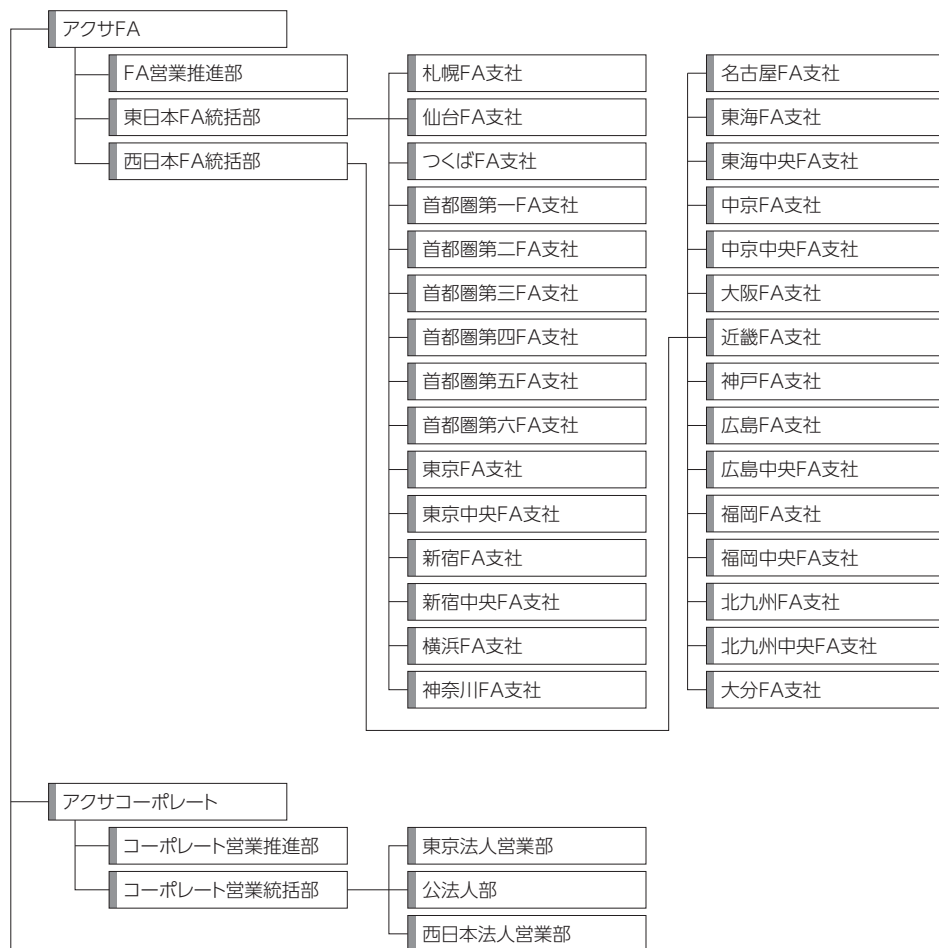 アクサFA
FA営業推進部
東日本FA統括部
西日本FA統括部
札幌FA支社
仙台FA支社
つくばFA支社
首都圏第一FA支社
首都圏第二FA支社
首都圏第三FA支社
首都圏第四FA支社
首都圏第五FA支社
首都圏第六FA支社
東京FA支社
東京中央FA支社
新宿FA支社
新宿中央FA支社
横浜FA支社
神奈川FA支社
名古屋FA支社
東海FA支社
東海中央FA支社
中京FA支社
中京中央FA支社
大阪FA支社
近畿FA支社
神戸FA支社
広島FA支社
広島中央FA支社
福岡FA支社
福岡中央FA支社
北九州FA支社
北九州中央FA支社
大分FA支社
アクサコーポレート
コーポレート営業推進部
コーポレート営業統括部
東京法人営業部
公法人部
西日本法人営業部